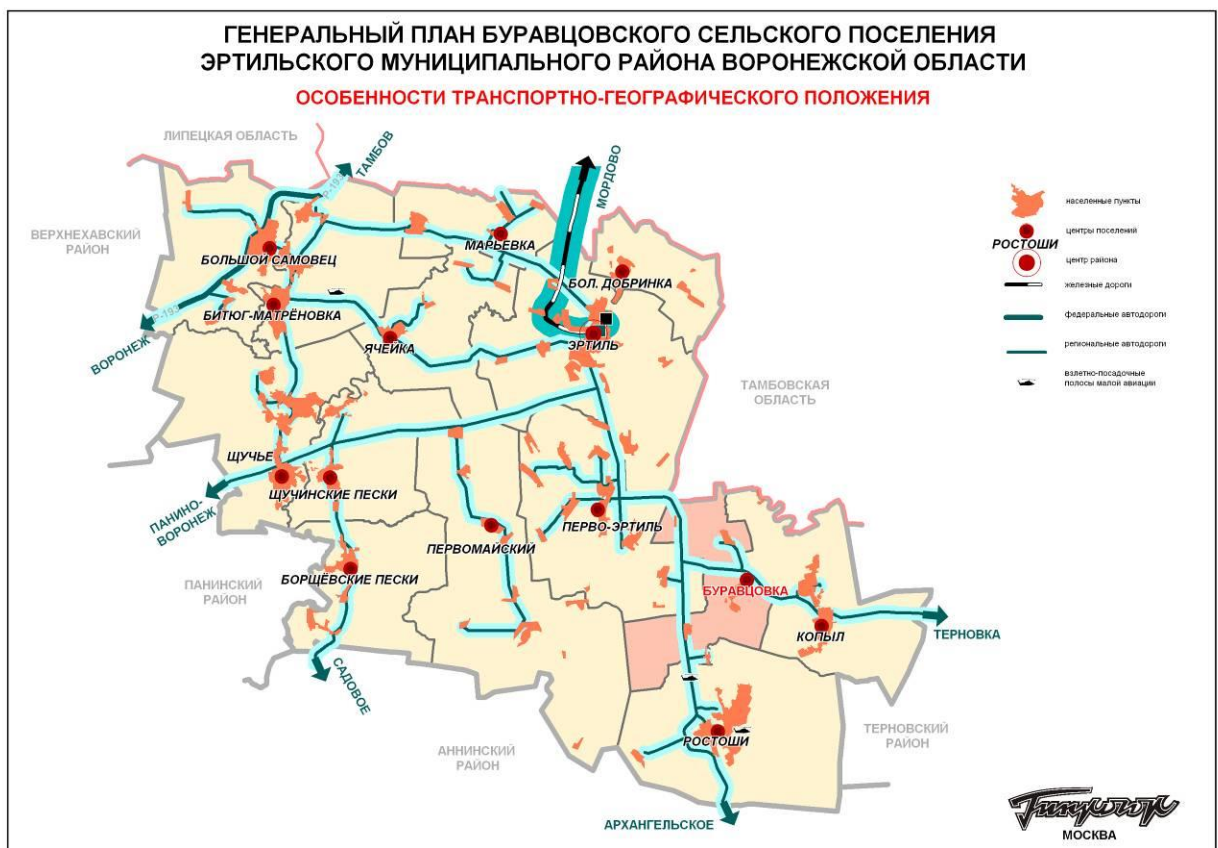 ГЕНЕРАЛЬНЫЙ ПЛАН БУРАВЦОВСКОГО СЕЛЬСКОГО ПОСЕЛЕНИЯ
ЭРТИЛЬСКОГО МУНИЦИПАЛЬНОГО РАЙОНА ВОРОНЕЖСКОЙ ОБЛАСТИ
ОСОБЕННОСТИ ТРАНСПОРТНО-ГЕОГРАФИЧЕСКОГО ПОЛОЖЕНИЯ
ЛИПЕЦКАЯ ОБЛАСТЬ
ТАМБОВ
Р-193
МОРДОВО
ВЕРХНЕХАВСКИЙ
РАЙОН
БОЛЬШОЙ САМОВЕЦ
МАРЬЕВКА
БОЛ. ДОБРИНКА
Р-193
БИТЮГ-МАТРЁНОВКА
ВОРОНЕЖ
ЯЧЕЙКА
ЭРТИЛЬ
ТАМБОВСКАЯ
ОБЛАСТЬ
ЩУЧЬЕ
ЩУЧИНСКИЕ ПЕСКИ
ПАНИНО-
ВОРОНЕЖ
ПЕРВОМАЙСКИЙ
ПЕРВО-ЭРТИЛЬ
ПАНИНСКИЙ
РАЙОН
БОРЩЁВСКИЕ ПЕСКИ
БУРАВЦОВКА
КОПЫЛ
ТЕРНОВКА
САДОВОЕ
АННИНСКИЙ
РАЙОН
РОСТОШИ
ТЕРНОВСКИЙ
РАЙОН
АРХАНГЕЛЬСКОЕ
населенные пункты
центры поселений
РОСТОШИ
центр района
железные дороги
федеральные автодороги
региональные автодороги
взлетно-посадочные
полосы малой авиации
Гипрогор
МОСКВА